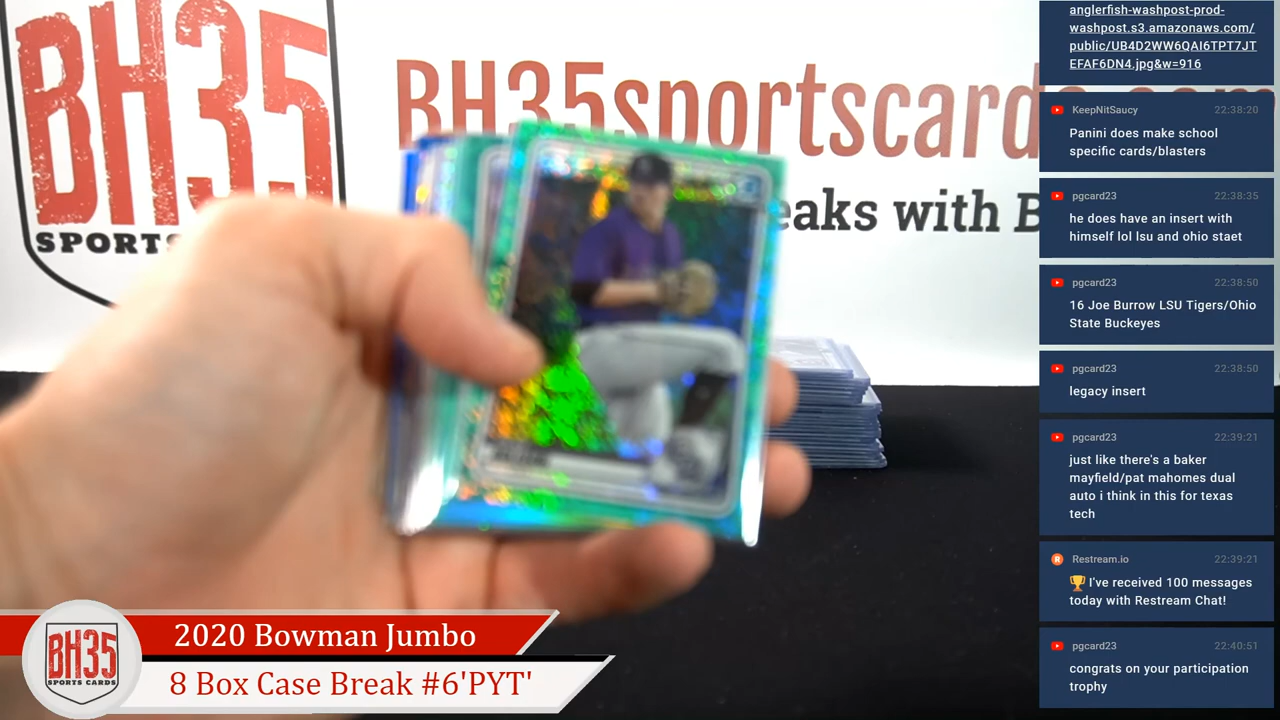 BH35
SPORTS
BH35sportscard
eaks with B
anglerfish-washpost-prod-
washpost.s3.amazonaws.com/
public/UB4D2WW6QAI6TPT7JT
EFAF6DN4.jpg&w=916
KeepNitSaucy 22:38:20
Panini does make school
specific cards/blasters
pgcard23 22:38:35
he does have an insert with
himself lol lsu and ohio staet
pgcard23 22:38:50
16 Joe Burrow LSU Tigers/Ohio
State Buckeyes
pgcard23 22:38:50
legacy insert
pgcard23 22:39:21
just like there's a baker
mayfield/pat mahomes dual
auto i think in this for texas
tech
Restream.io 22:39:21
🏆 I've received 100 messages
today with Restream Chat!
pgcard23 22:40:51
congrats on your participation
trophy
BH35
SPORTS CARDS
2020 Bowman Jumbo
8 Box Case Break #6'PYT'